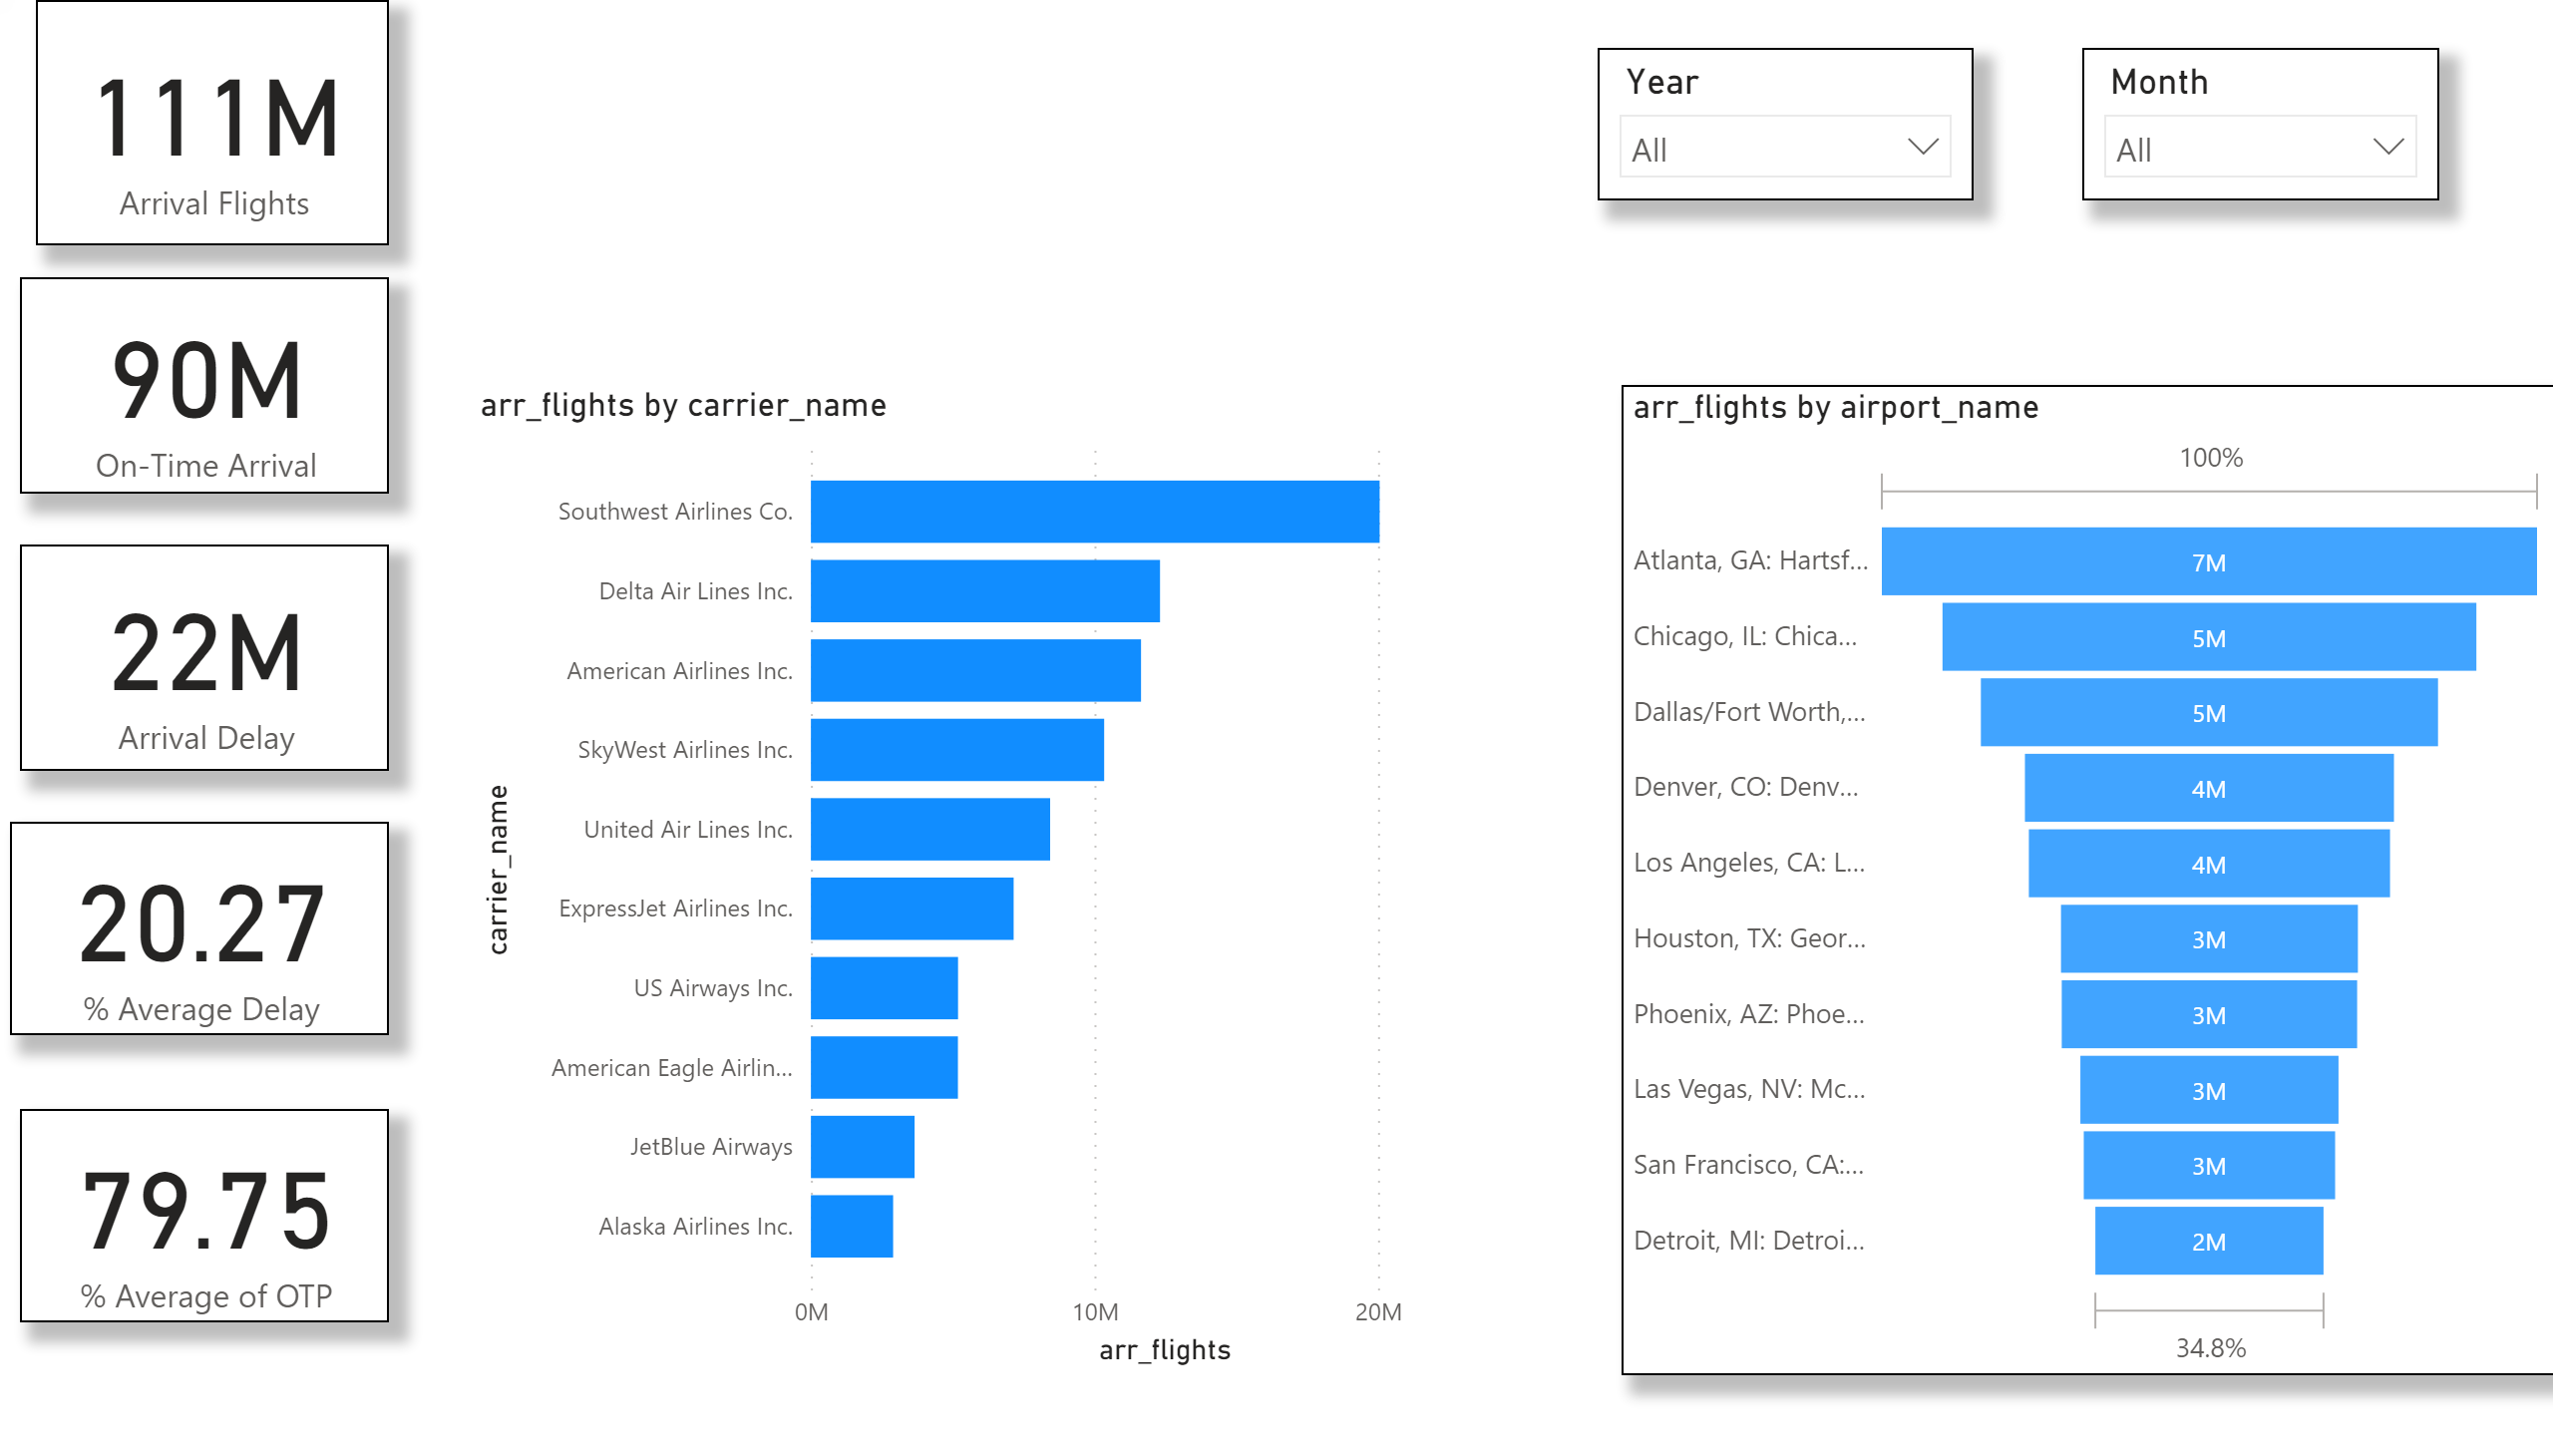 111M
Arrival Flights
90M
On-Time Arrival
22M
Arrival Delay
20.27
% Average Delay
79.75
% Average of OTP
Year
All
Month
All
arr_flights by carrier_name
carrier_name
Southwest Airlines Co.
Delta Air Lines Inc.
American Airlines Inc.
SkyWest Airlines Inc.
United Air Lines Inc.
ExpressJet Airlines Inc.
US Airways Inc.
American Eagle Airlin...
JetBlue Airways
Alaska Airlines Inc.
0M 10M 20M
arr_flights
arr_flights by airport_name
100%
Atlanta, GA: Hartsf... 7M
Chicago, IL: Chica... 5M
Dallas/Fort Worth,... 5M
Denver, CO: Denv... 4M
Los Angeles, CA: L... 4M
Houston, TX: Geor... 3M
Phoenix, AZ: Phoe... 3M
Las Vegas, NV: Mc... 3M
San Francisco, CA:... 3M
Detroit, MI: Detroi... 2M
34.8%